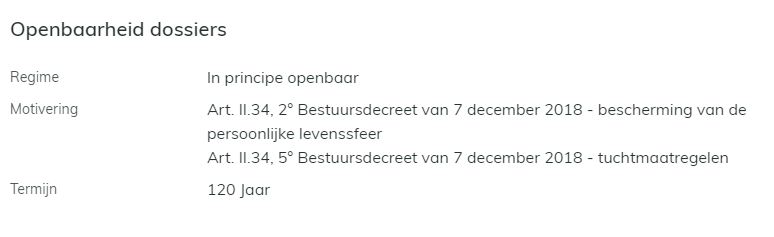 Openbaarheid dossiers
Regime In principe openbaar
Motivering Art. II.34, 2° Bestuursdecreet van 7 december 2018 - bescherming van de
persoonlijke levenssfeer
Art. II.34, 5° Bestuursdecreet van 7 december 2018 - tuchtmaatregelen
Termijn 120 Jaar